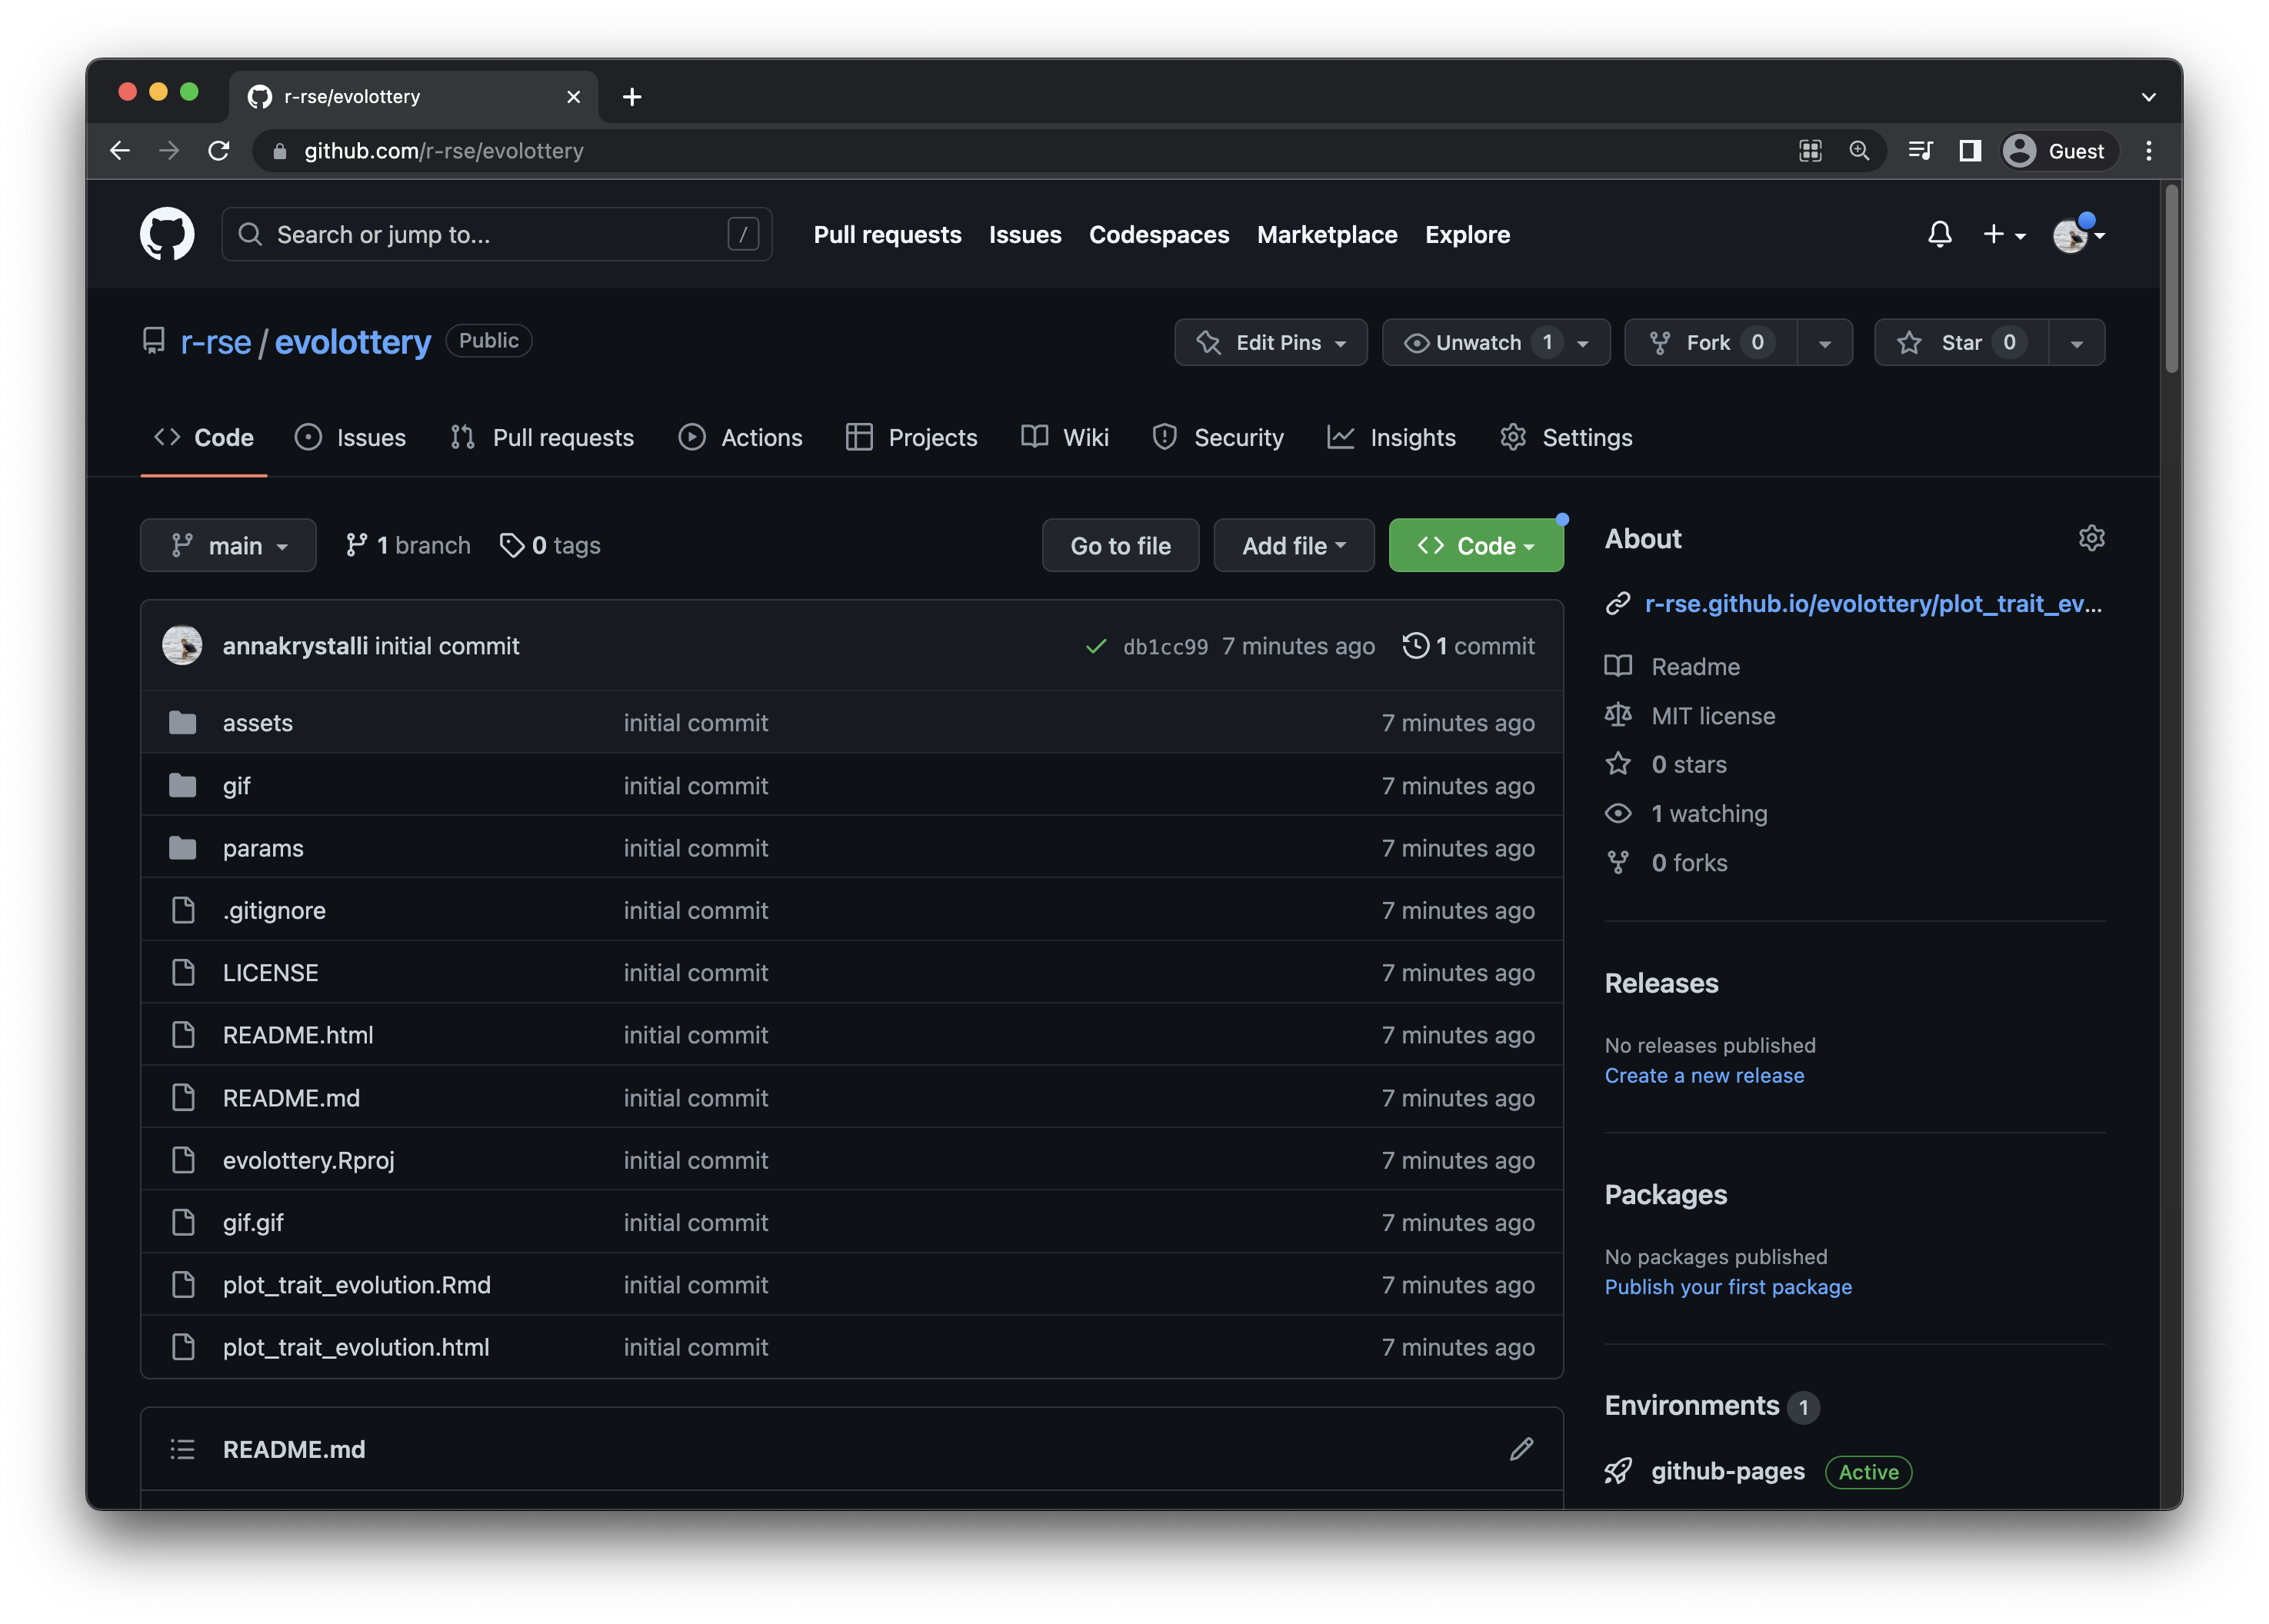 r-rse/evolottery
github.com/r-rse/evolottery
Guest
Search or jump to...
/
Pull requests Issues Codespaces Marketplace Explore
r-rse / evolottery Public
Edit Pins Unwatch 1 Fork 0 Star 0
Code Issues Pull requests Actions Projects Wiki Security Insights Settings
main 1 branch 0 tags Go to file Add file Code
annakrystalli initial commit db1cc99 7 minutes ago 1 commit
assets initial commit 7 minutes ago
gif initial commit 7 minutes ago
params initial commit 7 minutes ago
.gitignore initial commit 7 minutes ago
LICENSE initial commit 7 minutes ago
README.html initial commit 7 minutes ago
README.md initial commit 7 minutes ago
evolottery.Rproj initial commit 7 minutes ago
gif.gif initial commit 7 minutes ago
plot_trait_evolution.Rmd initial commit 7 minutes ago
plot_trait_evolution.html initial commit 7 minutes ago
README.md
About
r-rse.github.io/evolottery/plot_trait_ev...
Readme
MIT license
0 stars
1 watching
0 forks
Releases
No releases published
Create a new release
Packages
No packages published
Publish your first package
Environments 1
github-pages Active